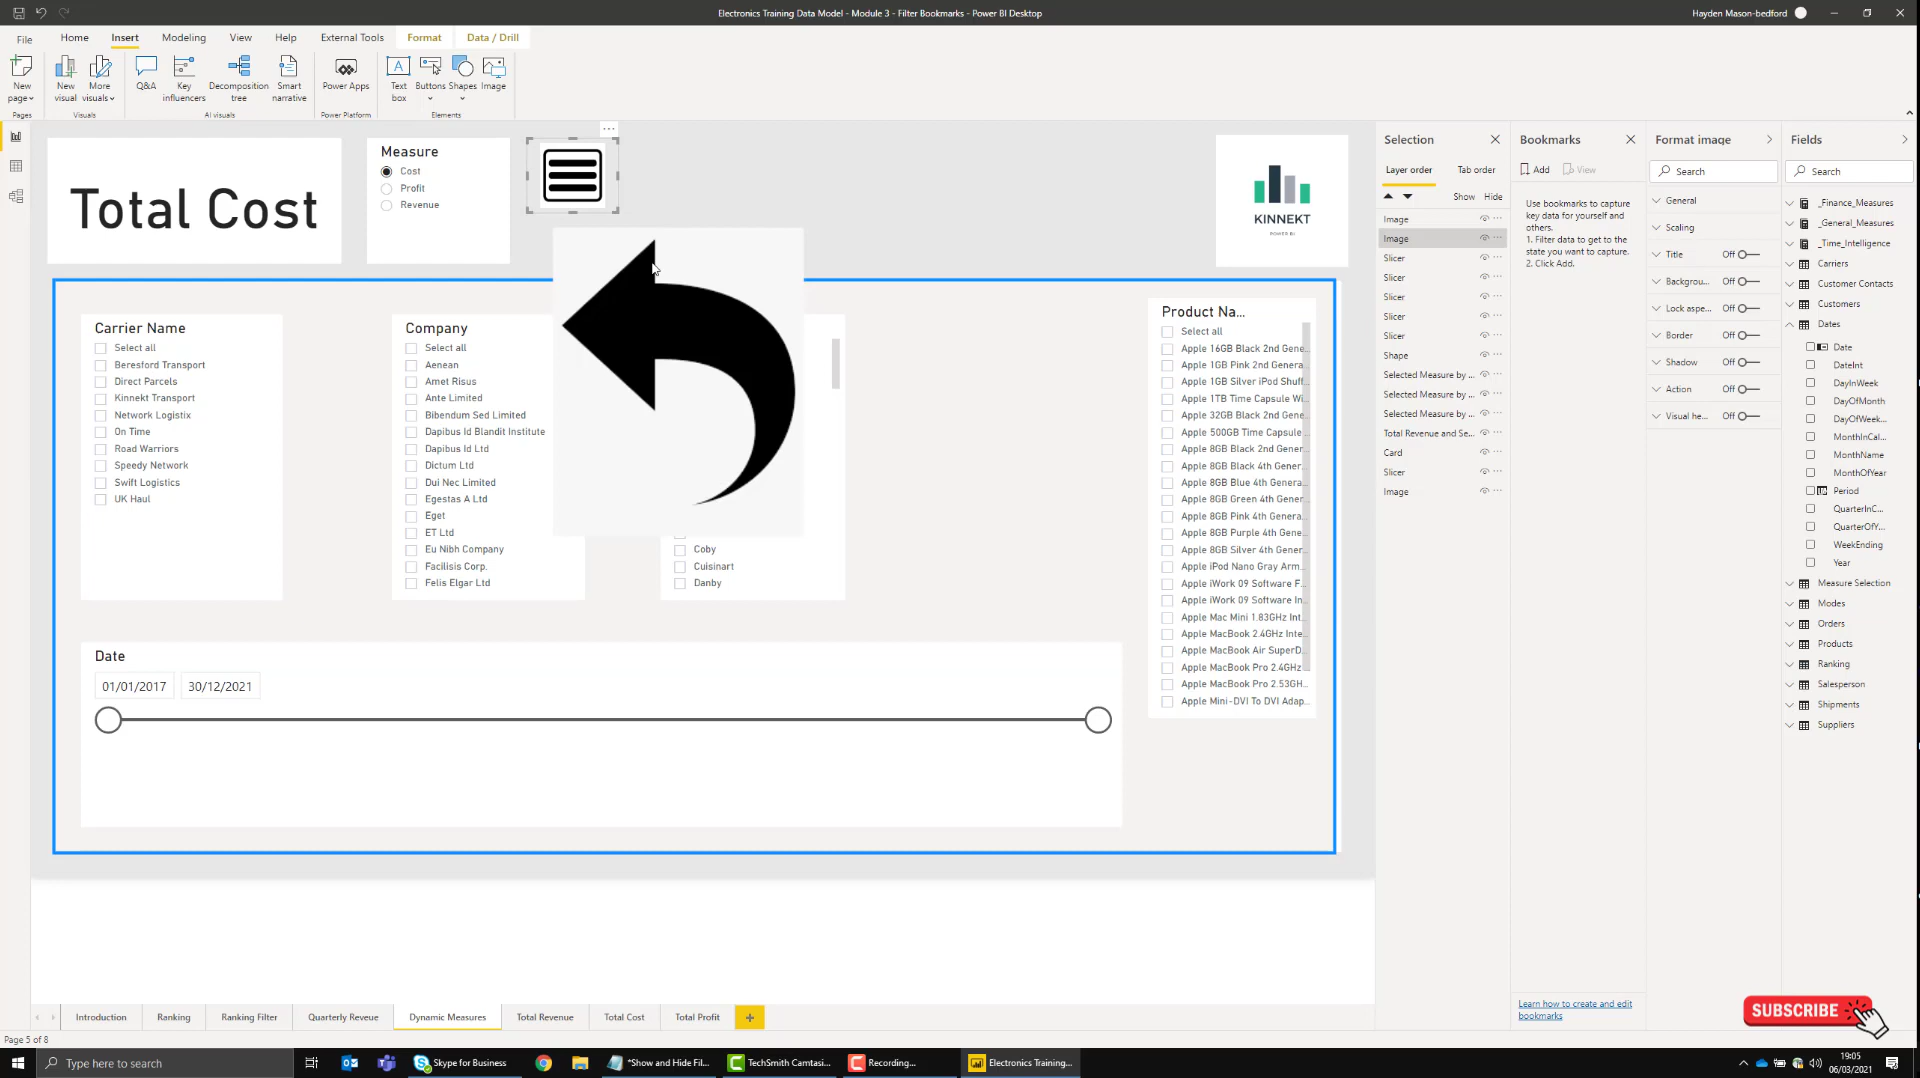 Electronics Training Data Model - Module 3 - Filter Bookmarks - Power BI Desktop
Hayden Mason-bedford
File
Home
Insert
Modeling
View
Help
External Tools
Format
Data / Drill
New page
New visual
More visuals
Q&A
Key influencers
Decomposition tree
Smart narrative
Power Apps
Text box
Buttons
Shapes
Image
Pages
Visuals
AI visuals
Power Platform
Elements
Total Cost
Measure
Cost
Profit
Revenue
KINNEKT
POWER BI
Carrier Name
Select all
Beresford Transport
Direct Parcels
Kinnekt Transport
Network Logistix
On Time
Road Warriors
Speedy Network
Swift Logistics
UK Haul
Company
Select all
Aenean
Amet Risus
Ante Limited
Bibendum Sed Limited
Dapibus Id Blandit Institute
Dapibus Id Ltd
Dictum Ltd
Dui Nec Limited
Egestas A Ltd
Eget
ET Ltd
Eu Nibh Company
Facilisis Corp.
Felis Elgar Ltd
Coby
Cuisinart
Danby
Product Na...
Select all
Apple 16GB Black 2nd Gene...
Apple 1GB Pink 2nd Genera...
Apple 1GB Silver iPod Shuff...
Apple 1TB Time Capsule Wi...
Apple 32GB Black 2nd Gene...
Apple 500GB Time Capsule ...
Apple 8GB Black 2nd Gener...
Apple 8GB Black 4th Gener...
Apple 8GB Blue 4th Genera...
Apple 8GB Green 4th Gener...
Apple 8GB Pink 4th Genera...
Apple 8GB Purple 4th Gener...
Apple 8GB Silver 4th Gener...
Apple iPod Nano Gray Arm...
Apple iWork 09 Software F...
Apple iWork 09 Software In...
Apple Mac Mini 1.83GHz Int...
Apple MacBook 2.4GHz Inte...
Apple MacBook Air SuperD...
Apple MacBook Pro 2.4GHz ...
Apple MacBook Pro 2.53GH...
Apple Mini-DVI To DVI Adap...
Date
01/01/2017
30/12/2021
Selection
Layer order
Tab order
Show
Hide
Image
Image
Slicer
Slicer
Slicer
Slicer
Slicer
Shape
Selected Measure by ...
Selected Measure by ...
Selected Measure by ...
Total Revenue and Se...
Card
Slicer
Image
Bookmarks
Add
View
Use bookmarks to capture
key data for yourself and
others.
1. Filter data to get to the
state you want to capture.
2. Click Add.
Learn how to create and edit
bookmarks
Format image
Search
General
Scaling
Title Off
Backgrou... Off
Lock aspe... Off
Border Off
Shadow Off
Action Off
Visual he... Off
Fields
Search
_Finance_Measures
_General_Measures
_Time_Intelligence
Carriers
Customer Contacts
Customers
Dates
Date
DateInt
DayInWeek
DayOfMonth
DayOfWeek...
MonthInCal...
MonthName
MonthOfYear
Period
QuarterInC...
QuarterOfY...
WeekEnding
Year
Measure Selection
Modes
Orders
Products
Ranking
Salesperson
Shipments
Suppliers
SUBSCRIBE
Introduction
Ranking
Ranking Filter
Quarterly Reveue
Dynamic Measures
Total Revenue
Total Cost
Total Profit
Page 5 of 8
Type here to search
Skype for Business
*Show and Hide Fil...
TechSmith Camtasi...
Recording...
Electronics Training...
19:05
06/03/2021